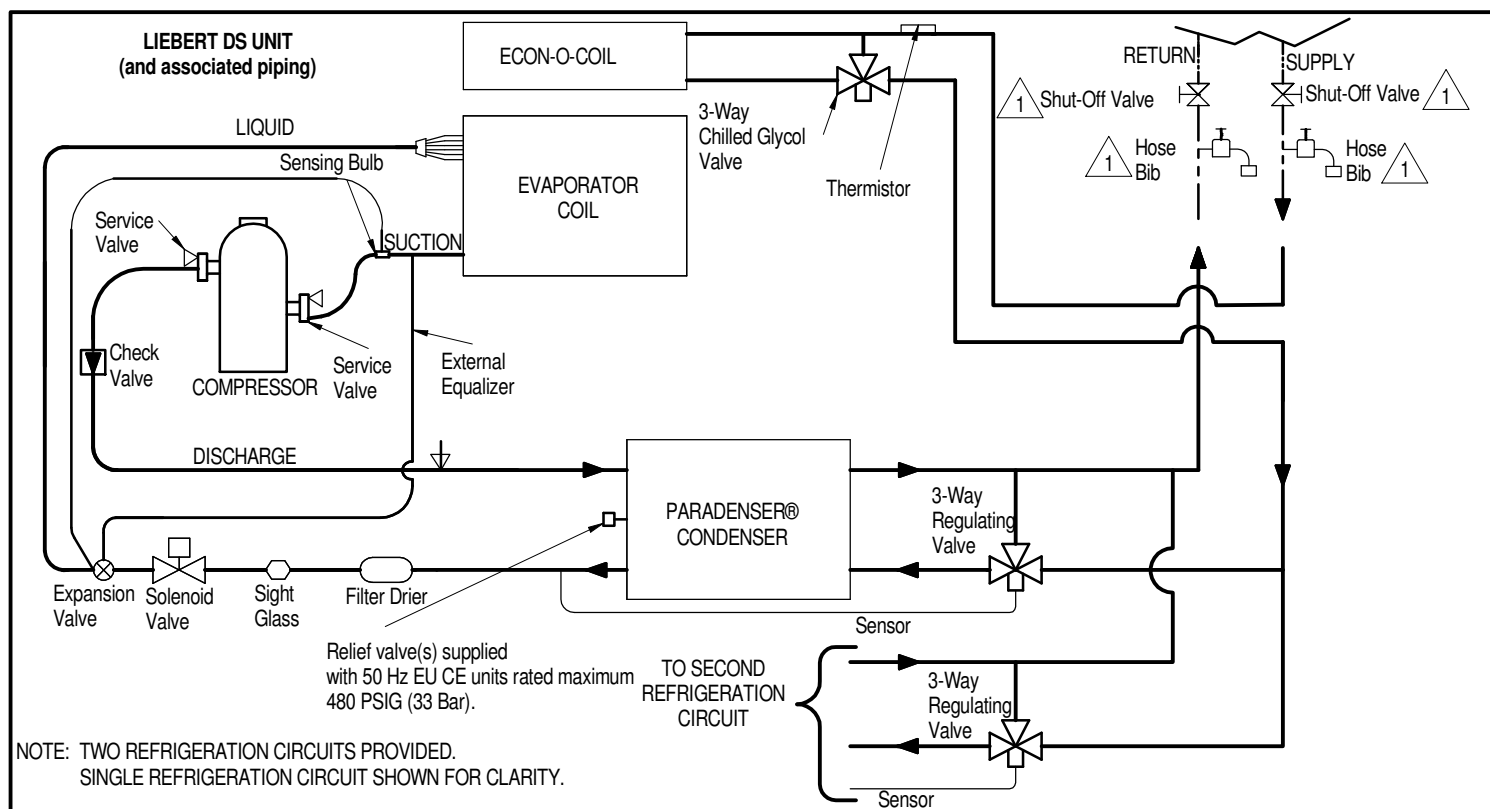 LIEBERT DS UNIT
(and associated piping)
ECON-O-COIL
RETURN
SUPPLY
1
Shut-Off Valve
Shut-Off Valve
1
3-Way
Chilled Glycol
Valve
LIQUID
Sensing Bulb
EVAPORATOR
COIL
Thermistor
1
Hose
Bib
Hose
Bib
1
Service
Valve
SUCTION
Check
Valve
COMPRESSOR
Service
Valve
External
Equalizer
DISCHARGE
PARADENSER®
CONDENSER
3-Way
Regulating
Valve
Expansion
Valve
Solenoid
Valve
Sight
Glass
Filter Drier
Sensor
Relief valve(s) supplied
with 50 Hz EU CE units rated maximum
480 PSIG (33 Bar).
TO SECOND
REFRIGERATION
CIRCUIT
3-Way
Regulating
Valve
Sensor
NOTE: TWO REFRIGERATION CIRCUITS PROVIDED.
SINGLE REFRIGERATION CIRCUIT SHOWN FOR CLARITY.